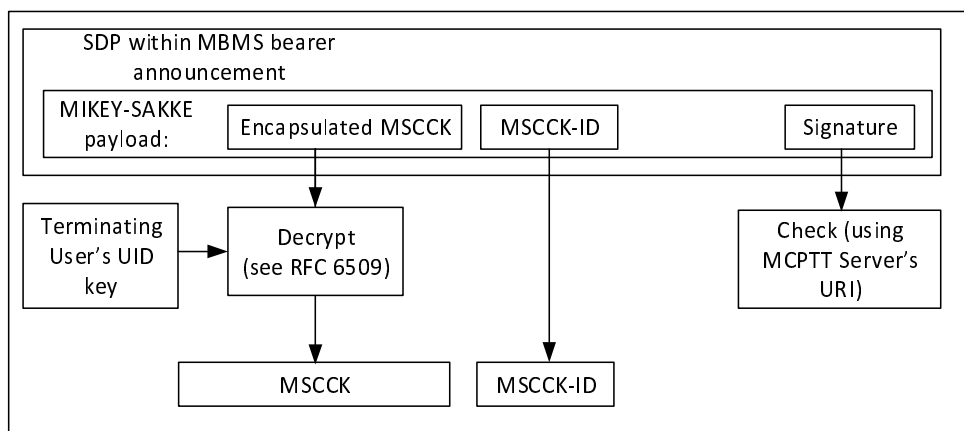 SDP within MBMS bearer
announcement
MIKEY-SAKKE
payload:
Encapsulated MSCCK
MSCCK-ID
Signature
Terminating
User's UID
key
Decrypt
(see RFC 6509)
Check (using
MCPTT Server's
URI)
MSCCK
MSCCK-ID